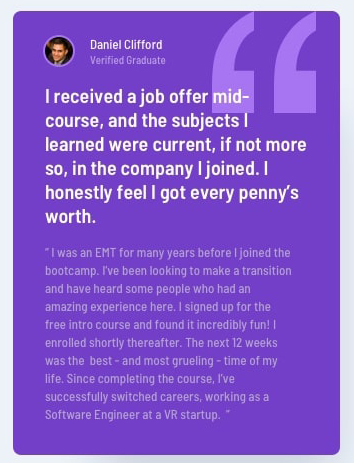 Daniel Clifford
Verified Graduate
I received a job offer mid-
course, and the subjects I
learned were current, if not more
so, in the company I joined. I
honestly feel I got every penny’s
worth.
“ I was an EMT for many years before I joined the
bootcamp. I’ve been looking to make a transition
and have heard some people who had an
amazing experience here. I signed up for the
free intro course and found it incredibly fun! I
enrolled shortly thereafter. The next 12 weeks
was the  best - and most grueling - time of my
life. Since completing the course, I’ve
successfully switched careers, working as a
Software Engineer at a VR startup.  ”